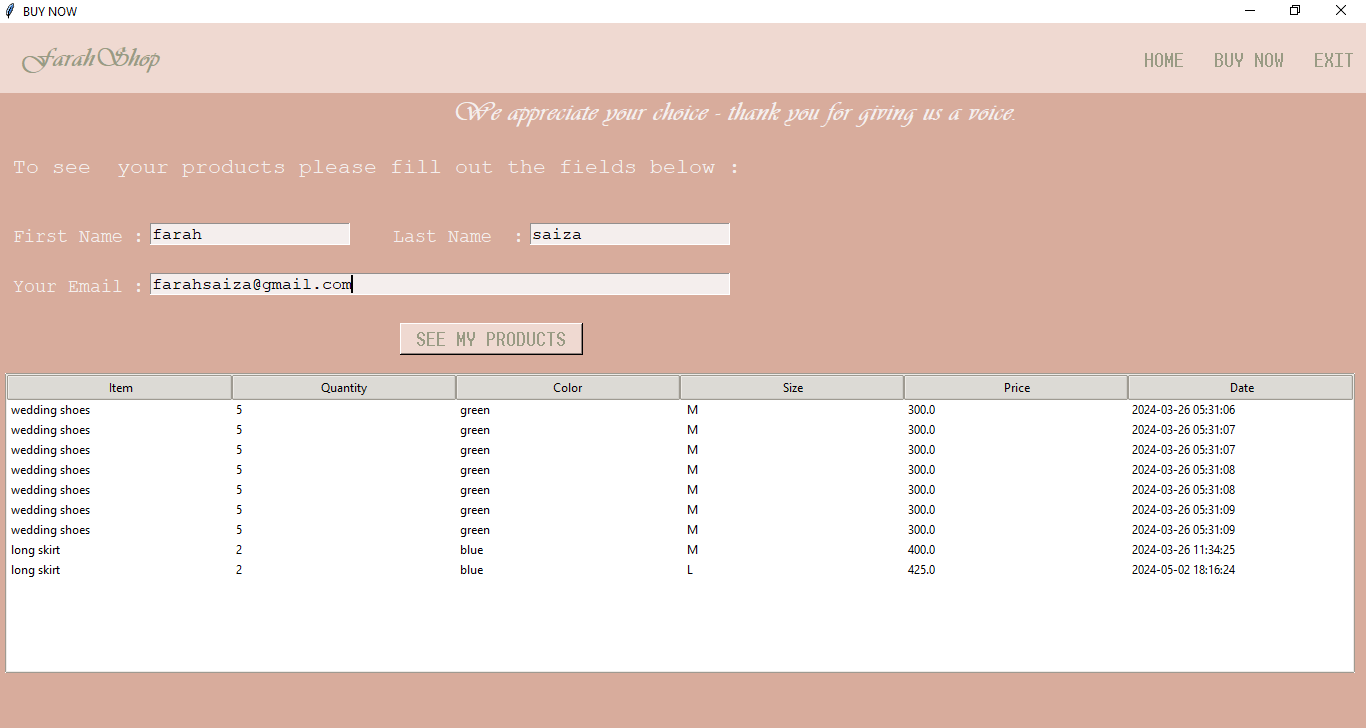 BUY NOW
FarahShop HOME BUY NOW EXIT
We appreciate your choice - thank you for giving us a voice.
To see  your products please fill out the fields below :
First Name : farah Last Name  : saiza
Your Email : farahsaiza@gmail.com
SEE MY PRODUCTS
Item Quantity Color Size Price Date
wedding shoes 5 green M 300.0 2024-03-26 05:31:06
wedding shoes 5 green M 300.0 2024-03-26 05:31:07
wedding shoes 5 green M 300.0 2024-03-26 05:31:07
wedding shoes 5 green M 300.0 2024-03-26 05:31:08
wedding shoes 5 green M 300.0 2024-03-26 05:31:08
wedding shoes 5 green M 300.0 2024-03-26 05:31:09
wedding shoes 5 green M 300.0 2024-03-26 05:31:09
long skirt 2 blue M 400.0 2024-03-26 11:34:25
long skirt 2 blue L 425.0 2024-05-02 18:16:24